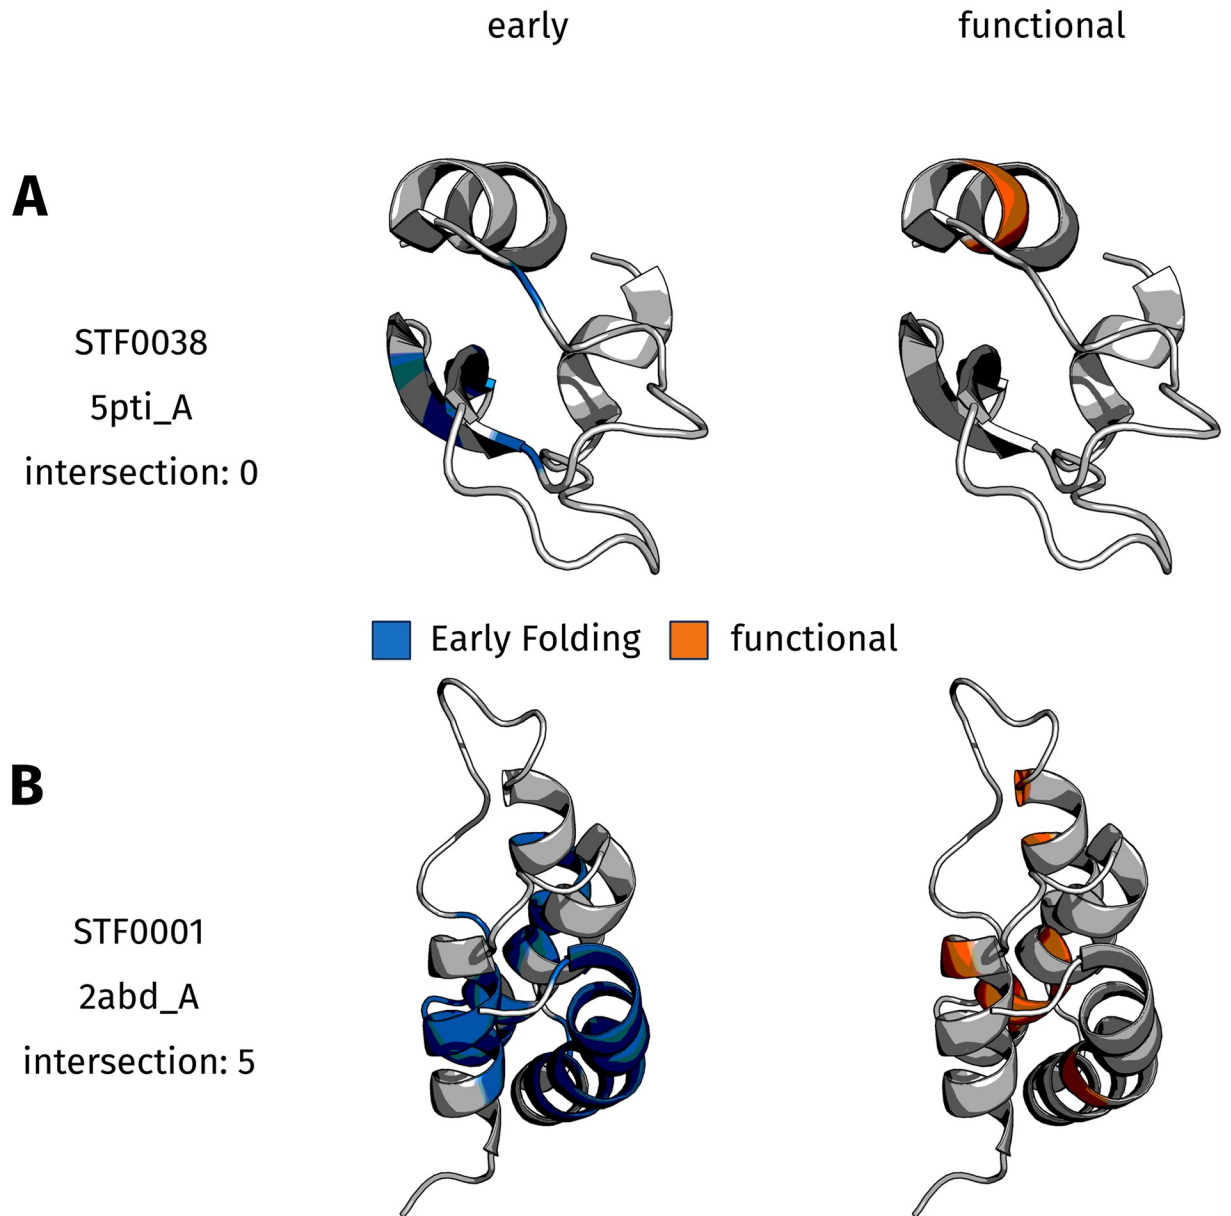 early functional
A
STF0038
5pti_A
intersection: 0
Early Folding functional
B
STF0001
2abd_A
intersection: 5